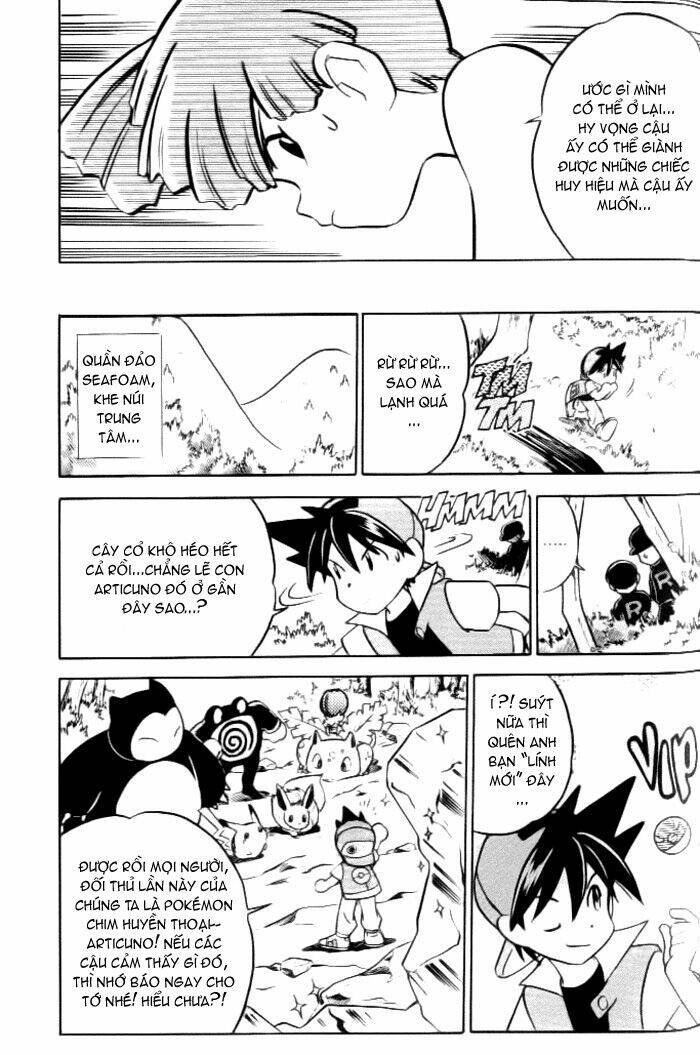 ƯỚC GÌ MÌNH
CÓ THỂ Ở LẠI...
HY VỌNG CẬU
ẤY CÓ THỂ GIÀNH
ĐƯỢC NHỮNG CHIẾC
HUY HIỆU MÀ CẬU ẤY
MUỐN...
QUẦN ĐẢO
SEAFOAM,
KHE NÚI
TRUNG
TÂM...
RỪ RỪ RỪ...
SAO MÀ
LẠNH QUÁ
...
TM
TM
CÂY CỎ KHÔ HÉO HẾT
CẢ RỒI...CHẲNG LẼ CON
ARTICUNO ĐÓ Ở GẦN
ĐÂY SAO...?
HMMMM
......
R
R
Í?! SUÝT
NỮA THÌ
QUÊN ANH
BẠN "LÍNH
MỚI" ĐÂY
...
VIP
ĐƯỢC RỒI MỌI NGƯỜI,
ĐỐI THỦ LẦN NÀY CỦA
CHÚNG TA LÀ POKÉMON
CHIM HUYỀN THOẠI~
ARTICUNO! NẾU CÁC
CẬU CẢM THẤY GÌ ĐÓ,
THÌ NHỚ BÁO NGAY CHO
TỚ NHÉ! HIỂU CHƯA?!